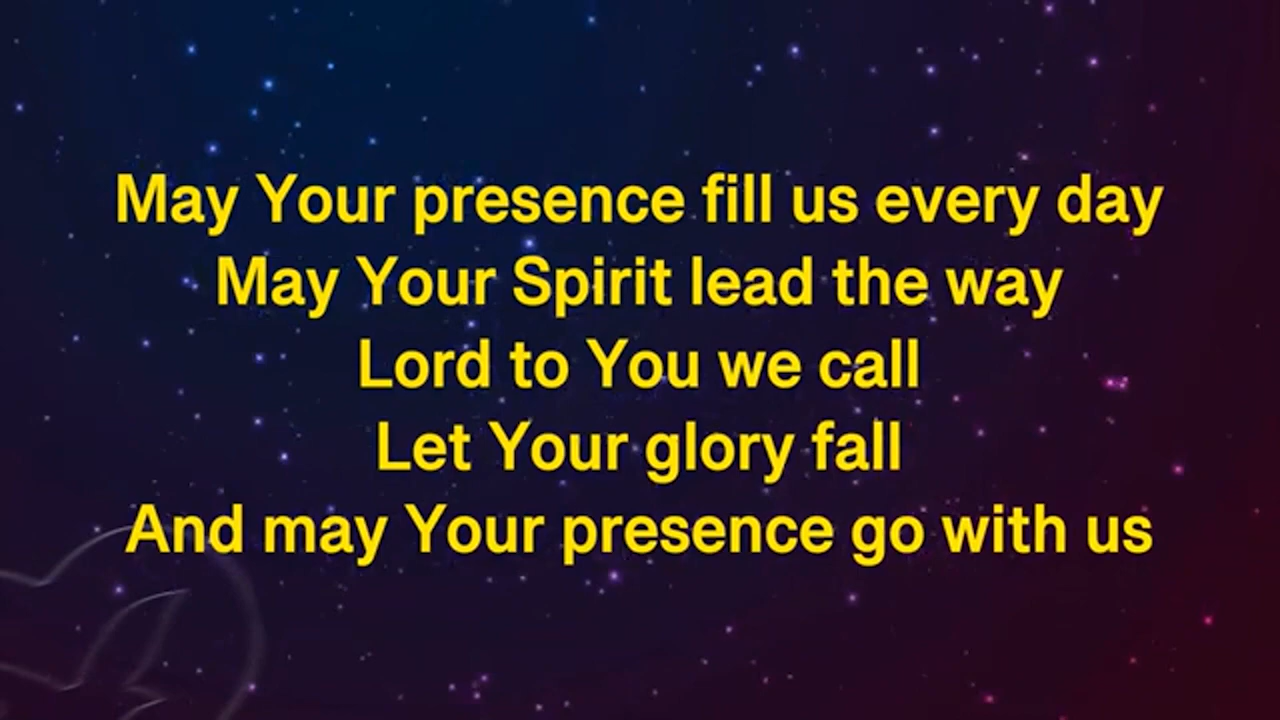 May Your presence fill us every day
May Your Spirit lead the way
Lord to You we call
Let Your glory fall
And may Your presence go with us